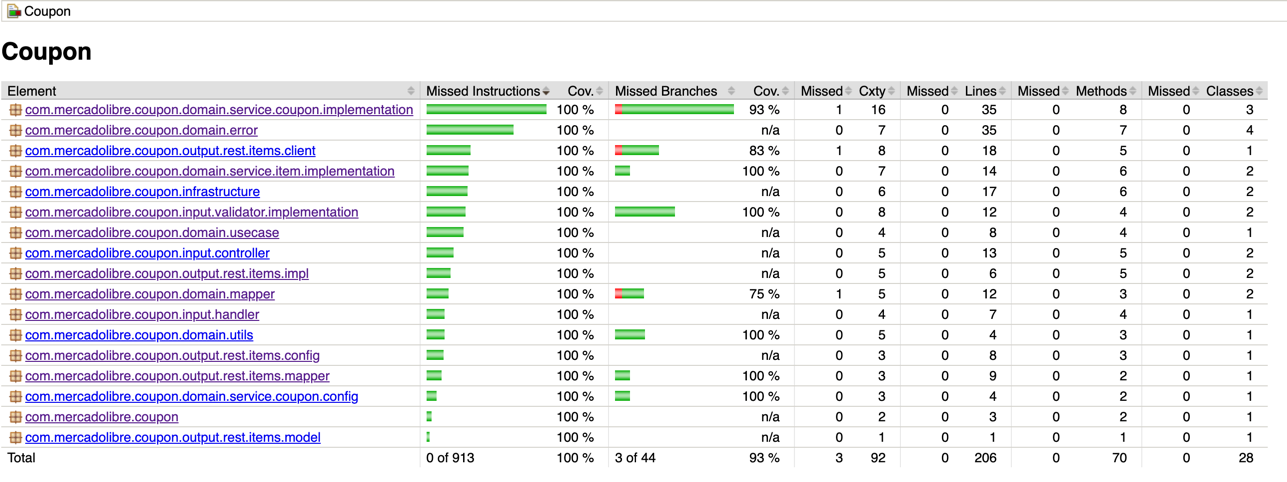 Coupon
Coupon
Element Missed Instructions Cov. Missed Branches Cov. Missed Cxty Missed Lines Missed Methods Missed Classes
com.mercadolibre.coupon.domain.service.coupon.implementation 100 % 93 % 1 16 0 35 0 8 0 3
com.mercadolibre.coupon.domain.error 100 % n/a 0 7 0 35 0 7 0 4
com.mercadolibre.coupon.output.rest.items.client 100 % 83 % 1 8 0 18 0 5 0 1
com.mercadolibre.coupon.domain.service.item.implementation 100 % 100 % 0 7 0 14 0 6 0 2
com.mercadolibre.coupon.infrastructure 100 % n/a 0 6 0 17 0 6 0 2
com.mercadolibre.coupon.input.validator.implementation 100 % 100 % 0 8 0 12 0 4 0 2
com.mercadolibre.coupon.domain.usecase 100 % n/a 0 4 0 8 0 4 0 1
com.mercadolibre.coupon.input.controller 100 % n/a 0 5 0 13 0 5 0 2
com.mercadolibre.coupon.output.rest.items.impl 100 % n/a 0 5 0 6 0 5 0 2
com.mercadolibre.coupon.domain.mapper 100 % 75 % 1 5 0 12 0 3 0 2
com.mercadolibre.coupon.input.handler 100 % n/a 0 4 0 7 0 4 0 1
com.mercadolibre.coupon.domain.utils 100 % 100 % 0 5 0 4 0 3 0 1
com.mercadolibre.coupon.output.rest.items.config 100 % n/a 0 3 0 8 0 3 0 1
com.mercadolibre.coupon.output.rest.items.mapper 100 % 100 % 0 3 0 9 0 2 0 1
com.mercadolibre.coupon.domain.service.coupon.config 100 % 100 % 0 3 0 4 0 2 0 1
com.mercadolibre.coupon 100 % n/a 0 2 0 3 0 2 0 1
com.mercadolibre.coupon.output.rest.items.model 100 % n/a 0 1 0 1 0 1 0 1
Total 0 of 913 100 % 3 of 44 93 % 3 92 0 206 0 70 0 28